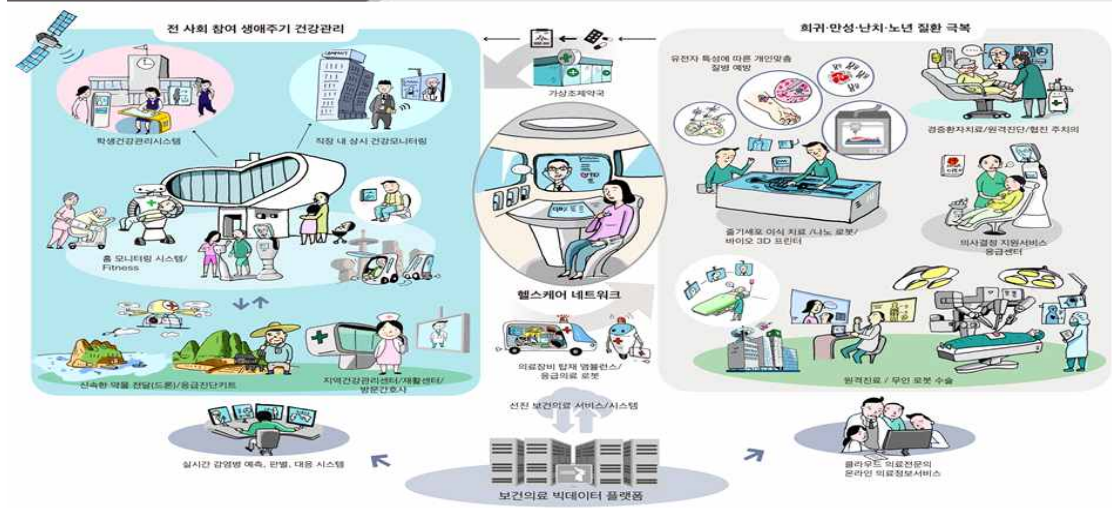 전 사회 참여 생애주기 건강관리
학생건강관리시스템
직장 내 상시 건강모니터링
홈 모니터링 시스템/
Fitness
신속한 약물 전달(드론)/응급진단키트
지역건강관리센터/재활센터/
방문간호사
가상조제약국
헬스케어 네트워크
의료장비 탑재 앰뷸런스/
응급의료 로봇
선진 보건의료 서비스/시스템
희귀·만성·난치·노년 질환 극복
유전자 특성에 따른 개인맞춤
질병 예방
경중환자치료/원격진단/협진 주치의
줄기세포 이식 치료 /나노 로봇/
바이오 3D 프린터
의사결정 지원서비스
응급센터
원격진료 / 무인 로봇 수술
실시간 감염병 예측, 판별, 대응 시스템
보건의료 빅데이터 플랫폼
클라우드 의료전문의
온라인 의료정보서비스